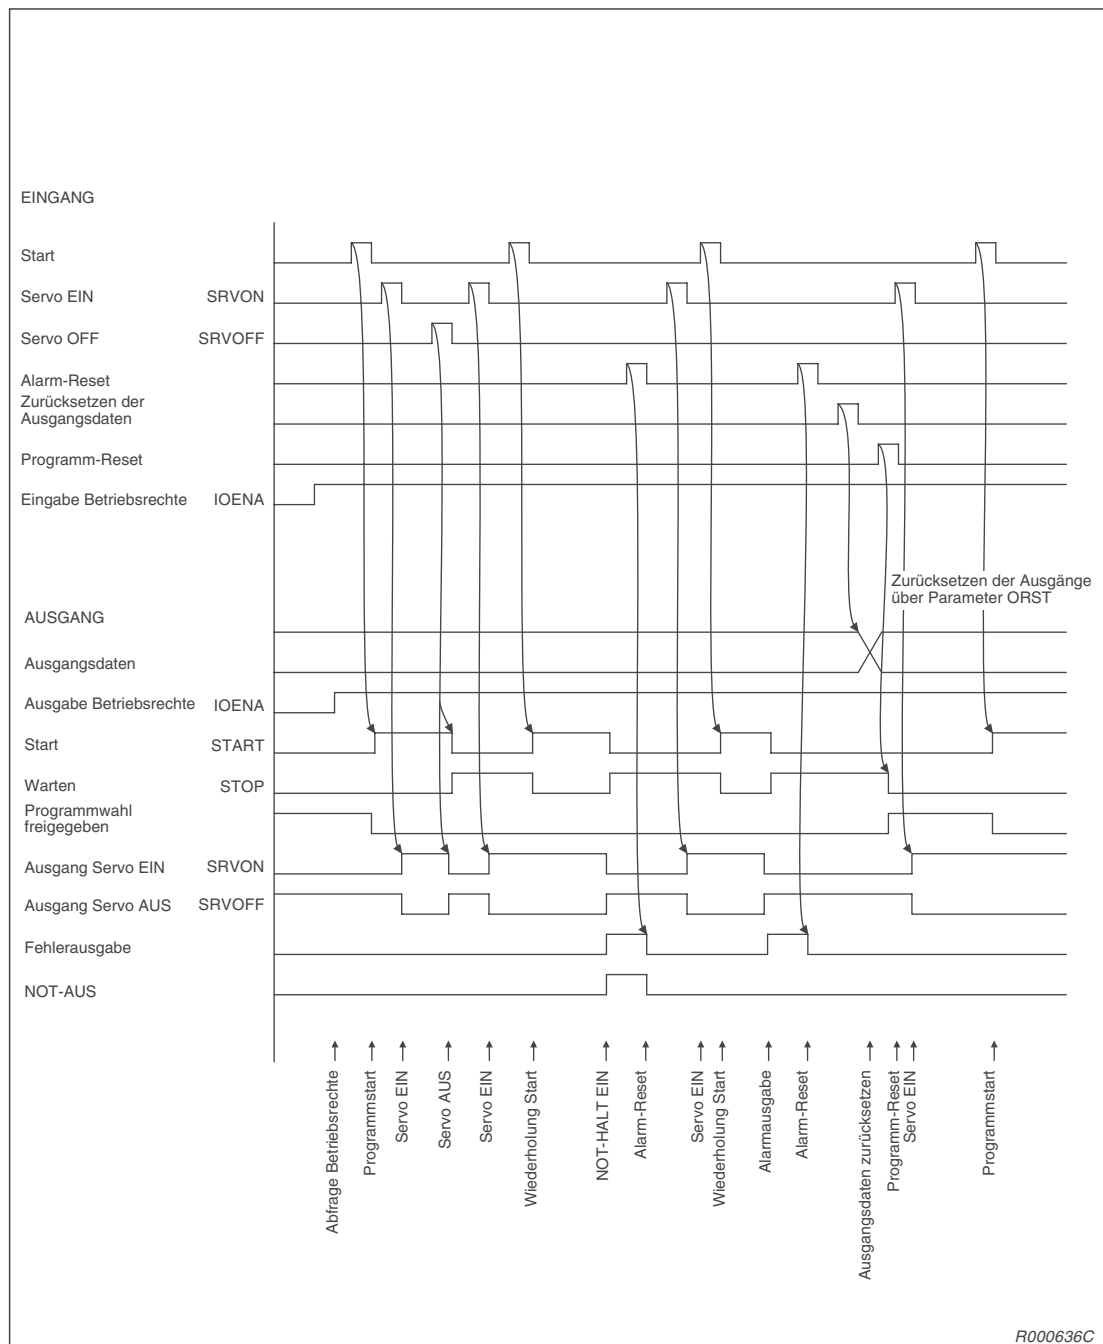 EINGANG
Start
Servo EIN SRVON
Servo OFF SRVOFF
Alarm-Reset
Zurücksetzen der
Ausgangsdaten
Programm-Reset
Eingabe Betriebsrechte IOENA
Zurücksetzen der Ausgänge
über Parameter ORST
AUSGANG
Ausgangsdaten
Ausgabe Betriebsrechte IOENA
Start START
Warten STOP
Programmwahl
freigegeben
Ausgang Servo EIN SRVON
Ausgang Servo AUS SRVOFF
Fehlerausgabe
NOT-AUS
Abfrage Betriebsrechte
Programmstart
Servo EIN
Servo AUS
Servo EIN
Wiederholung Start
NOT-HALT EIN
Alarm-Reset
Servo EIN
Wiederholung Start
Alarmausgabe
Alarm-Reset
Ausgangsdaten zurücksetzen
Programm-Reset
Servo EIN
Programmstart
R000636C